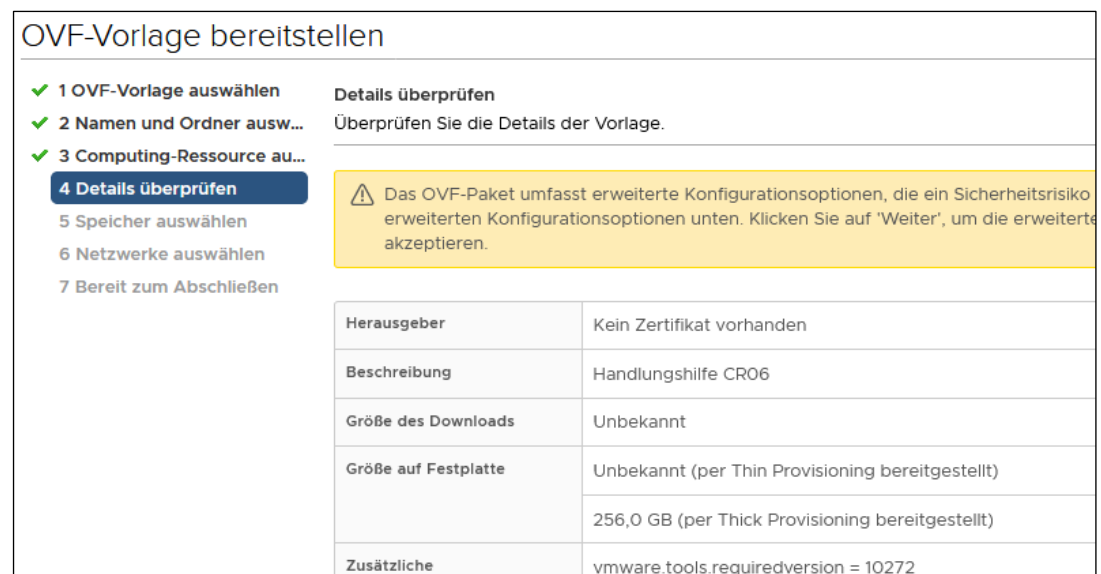 OVF-Vorlage bereitstellen
1 OVF-Vorlage auswählen
2 Namen und Ordner ausw...
3 Computing-Ressource au...
4 Details überprüfen
5 Speicher auswählen
6 Netzwerke auswählen
7 Bereit zum Abschließen
Details überprüfen
Überprüfen Sie die Details der Vorlage.
Das OVF-Paket umfasst erweiterte Konfigurationsoptionen, die ein Sicherheitsrisiko
erweiterten Konfigurationsoptionen unten. Klicken Sie auf 'Weiter', um die erweiterte
akzeptieren.
Herausgeber Kein Zertifikat vorhanden
Beschreibung Handlungshilfe CR06
Größe des Downloads Unbekannt
Größe auf Festplatte Unbekannt (per Thin Provisioning bereitgestellt)
256,0 GB (per Thick Provisioning bereitgestellt)
Zusätzliche vmware.tools.requiredversion = 10272